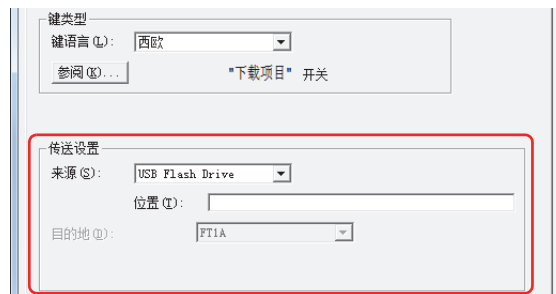 键类型
键语言(L): 西欧
参阅(K)... "下载项目" 开关
传送设置
来源(S): USB Flash Drive
位置(T):
目的地(D): FT1A